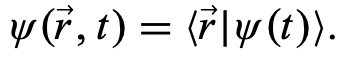 ψ(r⃗, t) = ⟨r⃗|ψ(t)⟩.